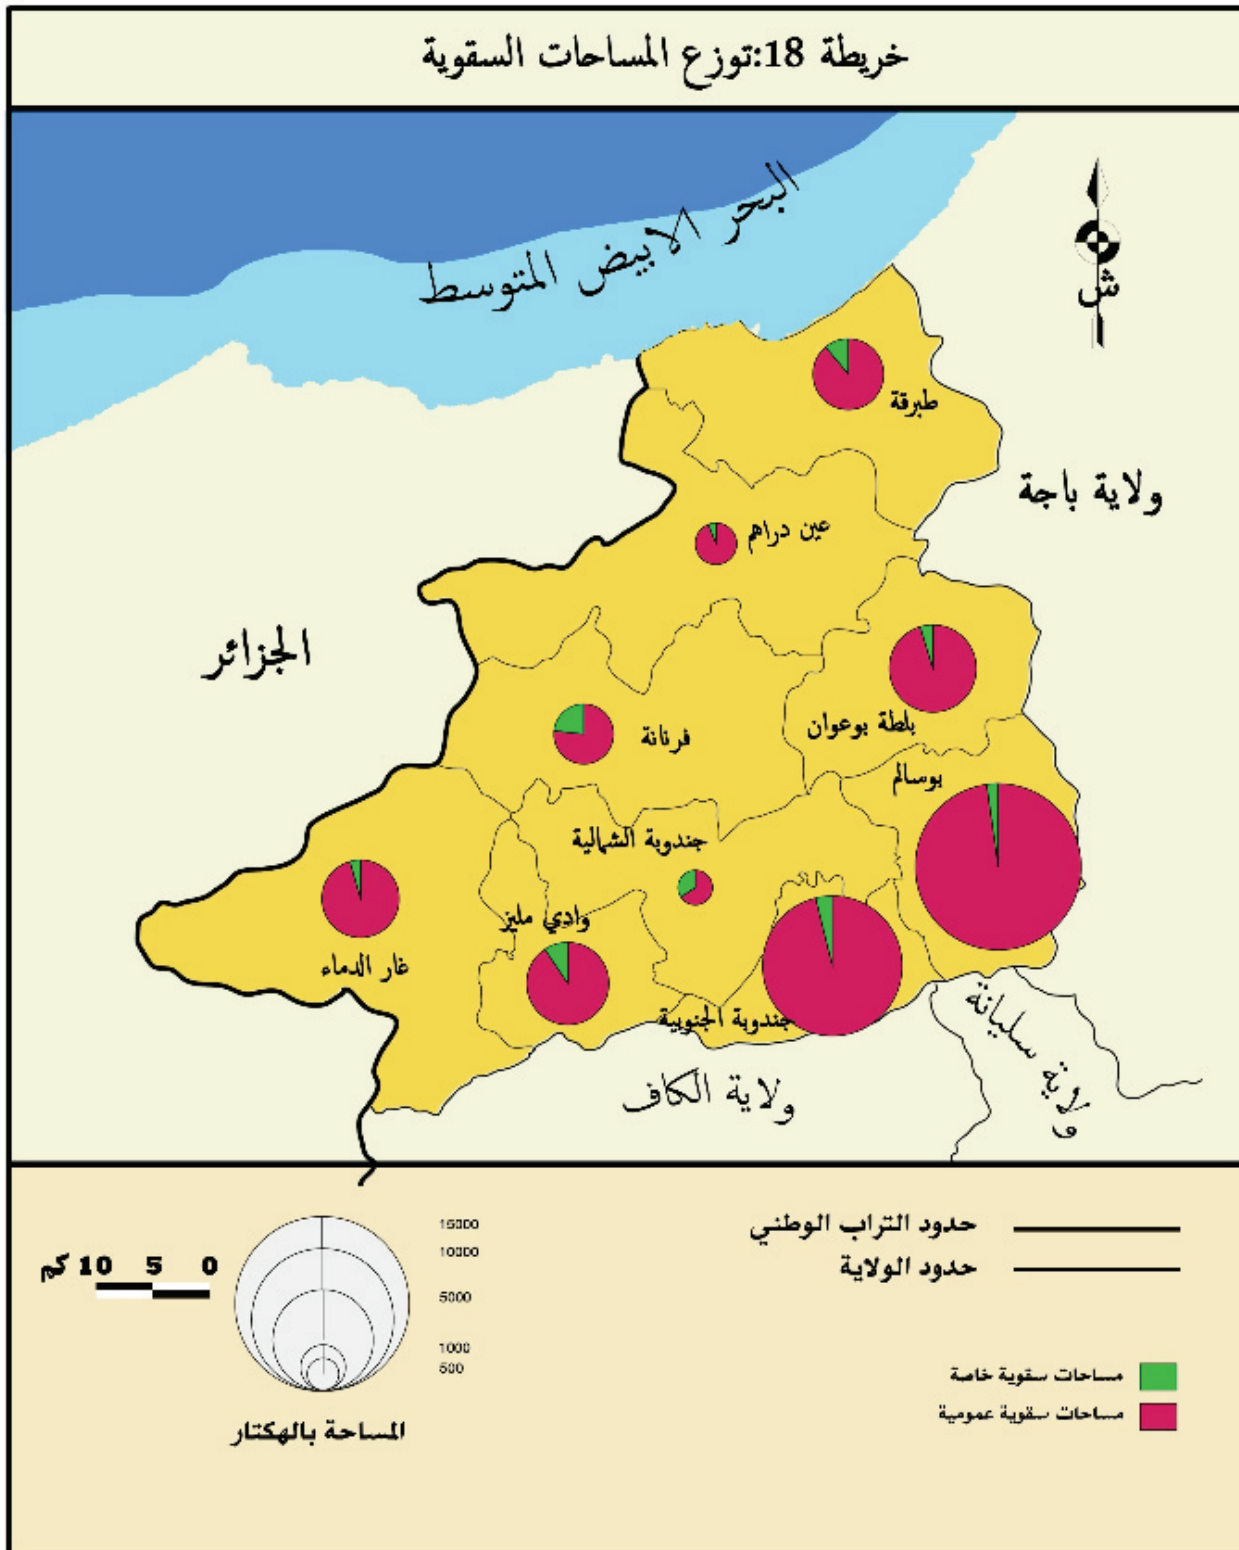 خريطة 18:توزع المساحات السقوية
البحر الابيض المتوسط
ش
طبرقة
ولاية باجة
عين دراهم
الجزائر
بلطة بوعوان
فرنانة
بوسالم
جندوبة الشمالية
وادي مليز
غار الدماء
جندوبة الجنوبية
ولاية سليانة
ولاية الكاف
حدود التراب الوطني
حدود الولاية
0 5 10 كم
15000
10000
5000
1000
500
المساحة بالهكتار
مساحات سقوية خاصة
مساحات سقوية عمومية